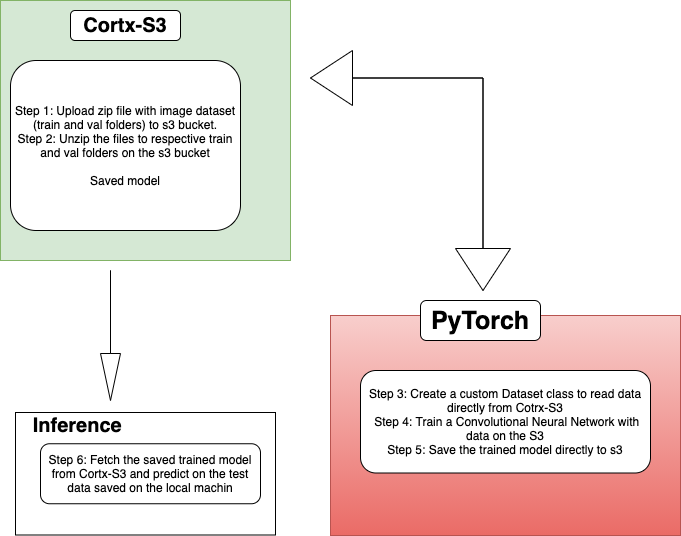 Cortx-S3
Step 1: Upload zip file with image dataset
(train and val folders) to s3 bucket.
Step 2: Unzip the files to respective train
and val folders on the s3 bucket
Saved model
PyTorch
Step 3: Create a custom Dataset class to read data
directly from Cotrx-S3
Step 4: Train a Convolutional Neural Network with
data on the S3
Step 5: Save the trained model directly to s3
Inference
Step 6: Fetch the saved trained model
from Cortx-S3 and predict on the test
data saved on the local machin